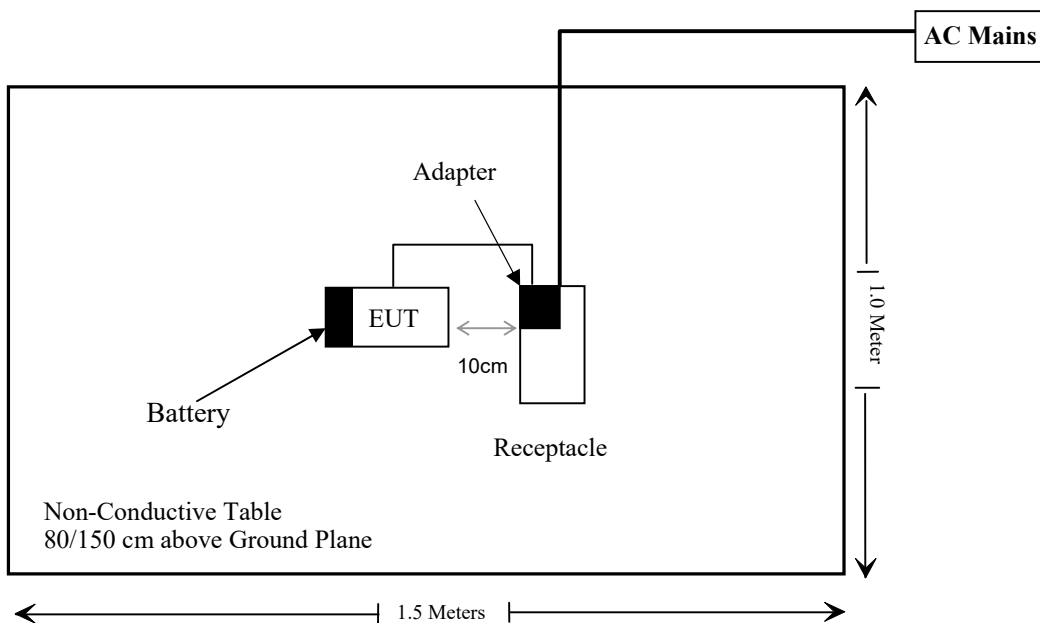 AC Mains
Adapter
EUT
10cm
1.0 Meter
Battery
Receptacle
Non-Conductive Table
80/150 cm above Ground Plane
1.5 Meters